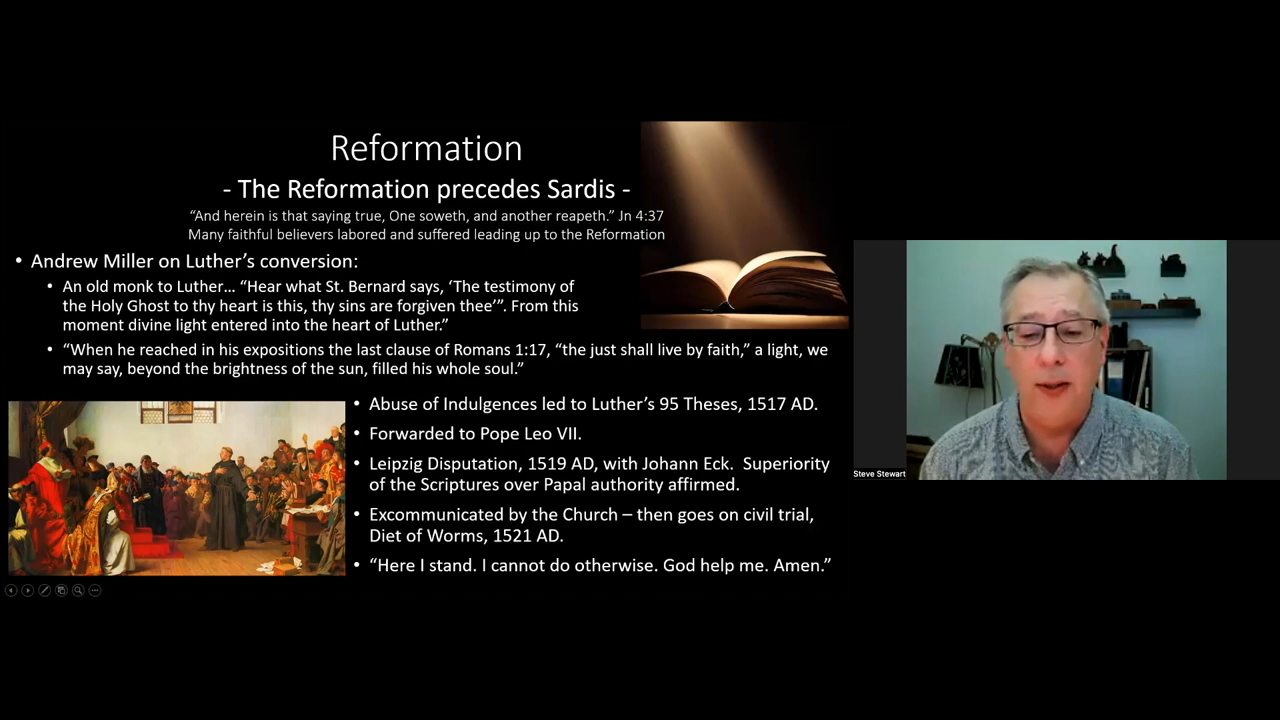 Reformation
- The Reformation precedes Sardis -
“And herein is that saying true, One soweth, and another reapeth.” Jn 4:37
Many faithful believers labored and suffered leading up to the Reformation
• Andrew Miller on Luther’s conversion:
• An old monk to Luther… “Hear what St. Bernard says, ‘The testimony of
the Holy Ghost to thy heart is this, thy sins are forgiven thee’”. From this
moment divine light entered into the heart of Luther.”
• “When he reached in his expositions the last clause of Romans 1:17, “the just shall live by faith,” a light, we
may say, beyond the brightness of the sun, filled his whole soul.”
• Abuse of Indulgences led to Luther’s 95 Theses, 1517 AD.
• Forwarded to Pope Leo VII.
• Leipzig Disputation, 1519 AD, with Johann Eck.  Superiority
of the Scriptures over Papal authority affirmed.
• Excommunicated by the Church – then goes on civil trial,
Diet of Worms, 1521 AD.
• “Here I stand. I cannot do otherwise. God help me. Amen.”
Steve Stewart